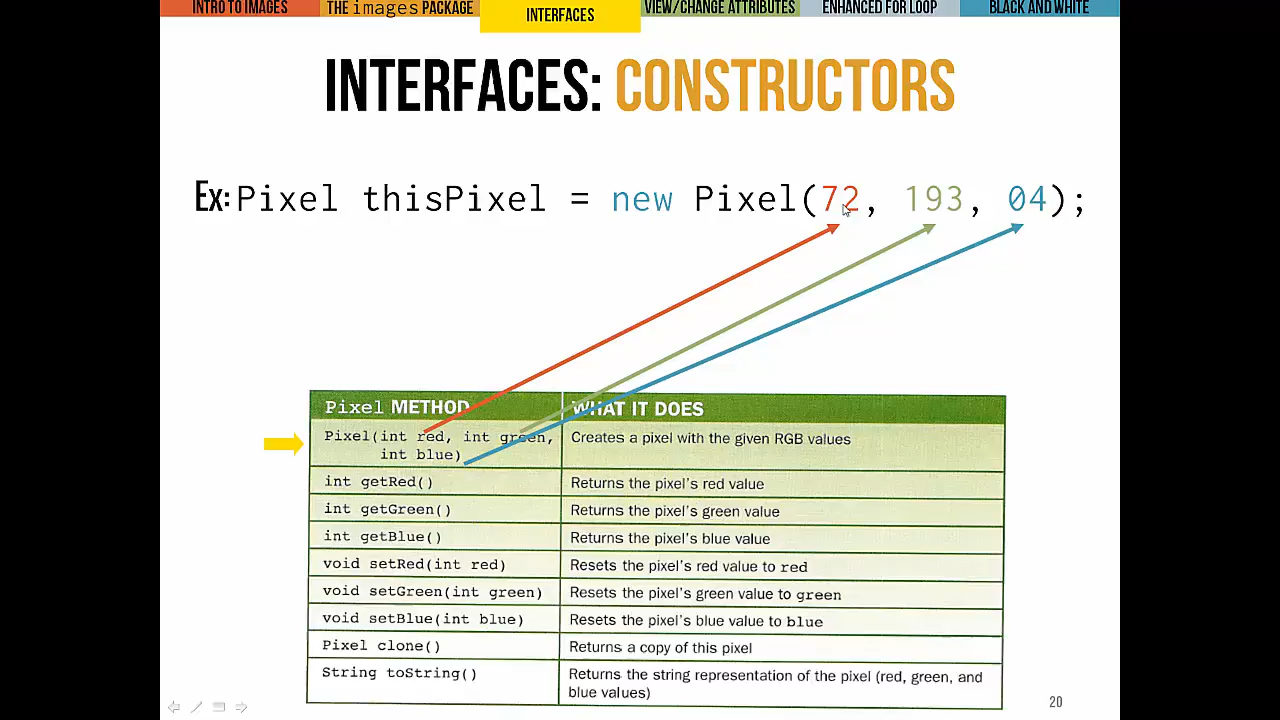 INTRO TO IMAGES
THE images PACKAGE
INTERFACES
VIEW/CHANGE ATTRIBUTES
ENHANCED FOR LOOP
BLACK AND WHITE
INTERFACES: CONSTRUCTORS
Ex: Pixel thisPixel = new Pixel(72, 193, 04);
Pixel METHOD
WHAT IT DOES
Pixel(int red, int green,
int blue)
Creates a pixel with the given RGB values
int getRed()
Returns the pixel's red value
int getGreen()
Returns the pixel's green value
int getBlue()
Returns the pixel's blue value
void setRed(int red)
Resets the pixel's red value to red
void setGreen(int green)
Resets the pixel's green value to green
void setBlue(int blue)
Resets the pixel's blue value to blue
Pixel clone()
Returns a copy of this pixel
String toString()
Returns the string representation of the pixel (red, green, and
blue values)
20